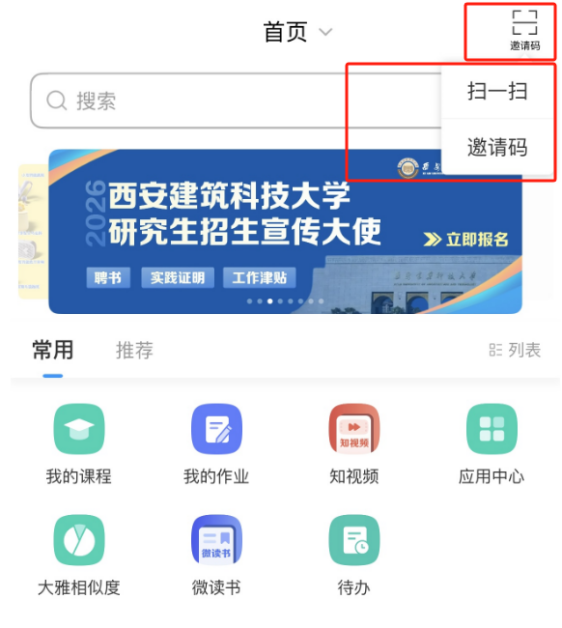 首页
邀请码
搜索
扫一扫
邀请码
2026
西安建筑科技大学
研究生招生宣传大使
立即报名
聘书 实践证明 工作津贴
常用 推荐 列表
我的课程 我的作业 知视频 知视频 应用中心
大雅相似度 微读书 微读书 待办